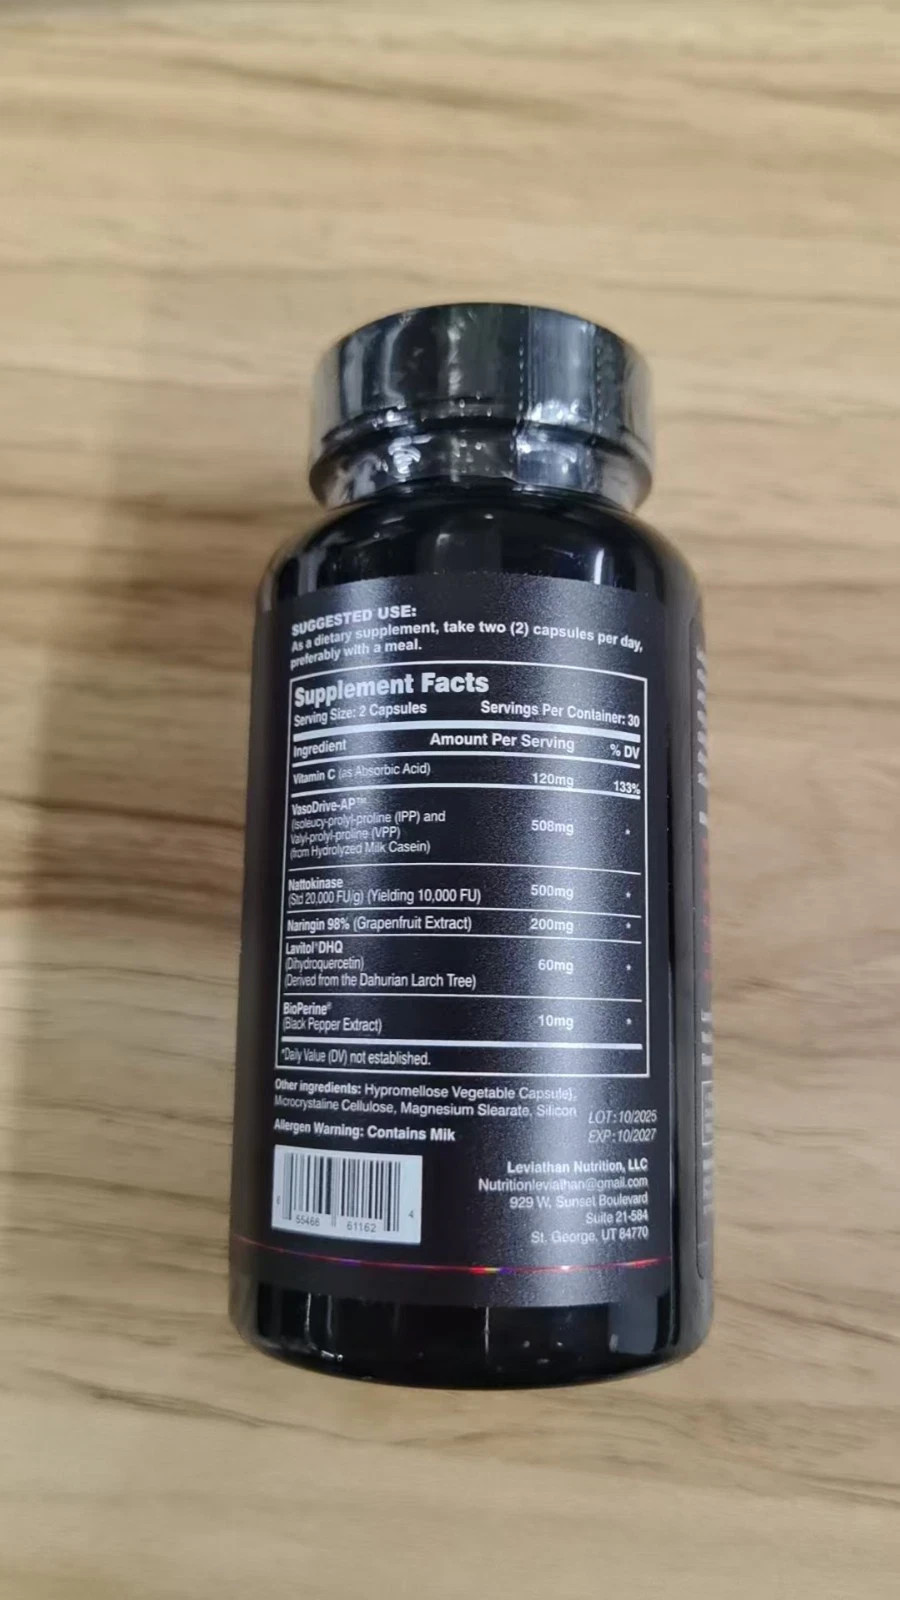 SUGGESTED USE:
As a dietary supplement, take two (2) capsules per day,
preferably with a meal.
Supplement Facts
Serving Size: 2 Capsules Servings Per Container: 30
Ingredient Amount Per Serving % DV
Vitamin C (as Absorbic Acid) 120mg 133%
VasoDrive-AP™
(Isoleucy-prolyl-proline (IPP) and
Valyl-prolyl-proline (VPP) 508mg *
(from Hydrolyzed Milk Casein)
Nattokinase
(Std 20,000 FU/g) (Yielding 10,000 FU) 500mg *
Naringin 98% (Grapenfruit Extract) 200mg *
Lavitol®DHQ
(Dihydroquercetin) 60mg *
(Derived from the Dahurian Larch Tree)
BioPerine®
(Black Pepper Extract) 10mg *
*Daily Value (DV) not established.
Other ingredients: Hypromellose Vegetable Capsule),
Microcrystaline Cellulose, Magnesium Slearate, Silicon
LOT:10/2025
Allergen Warning: Contains Mik
EXP:10/2027
Leviathan Nutrition, LLC
Nutritionleviathan@gmail.com
929 W. Sunset Boulevard
Suite 21-584
St. George, UT 84770
55466 61162 4